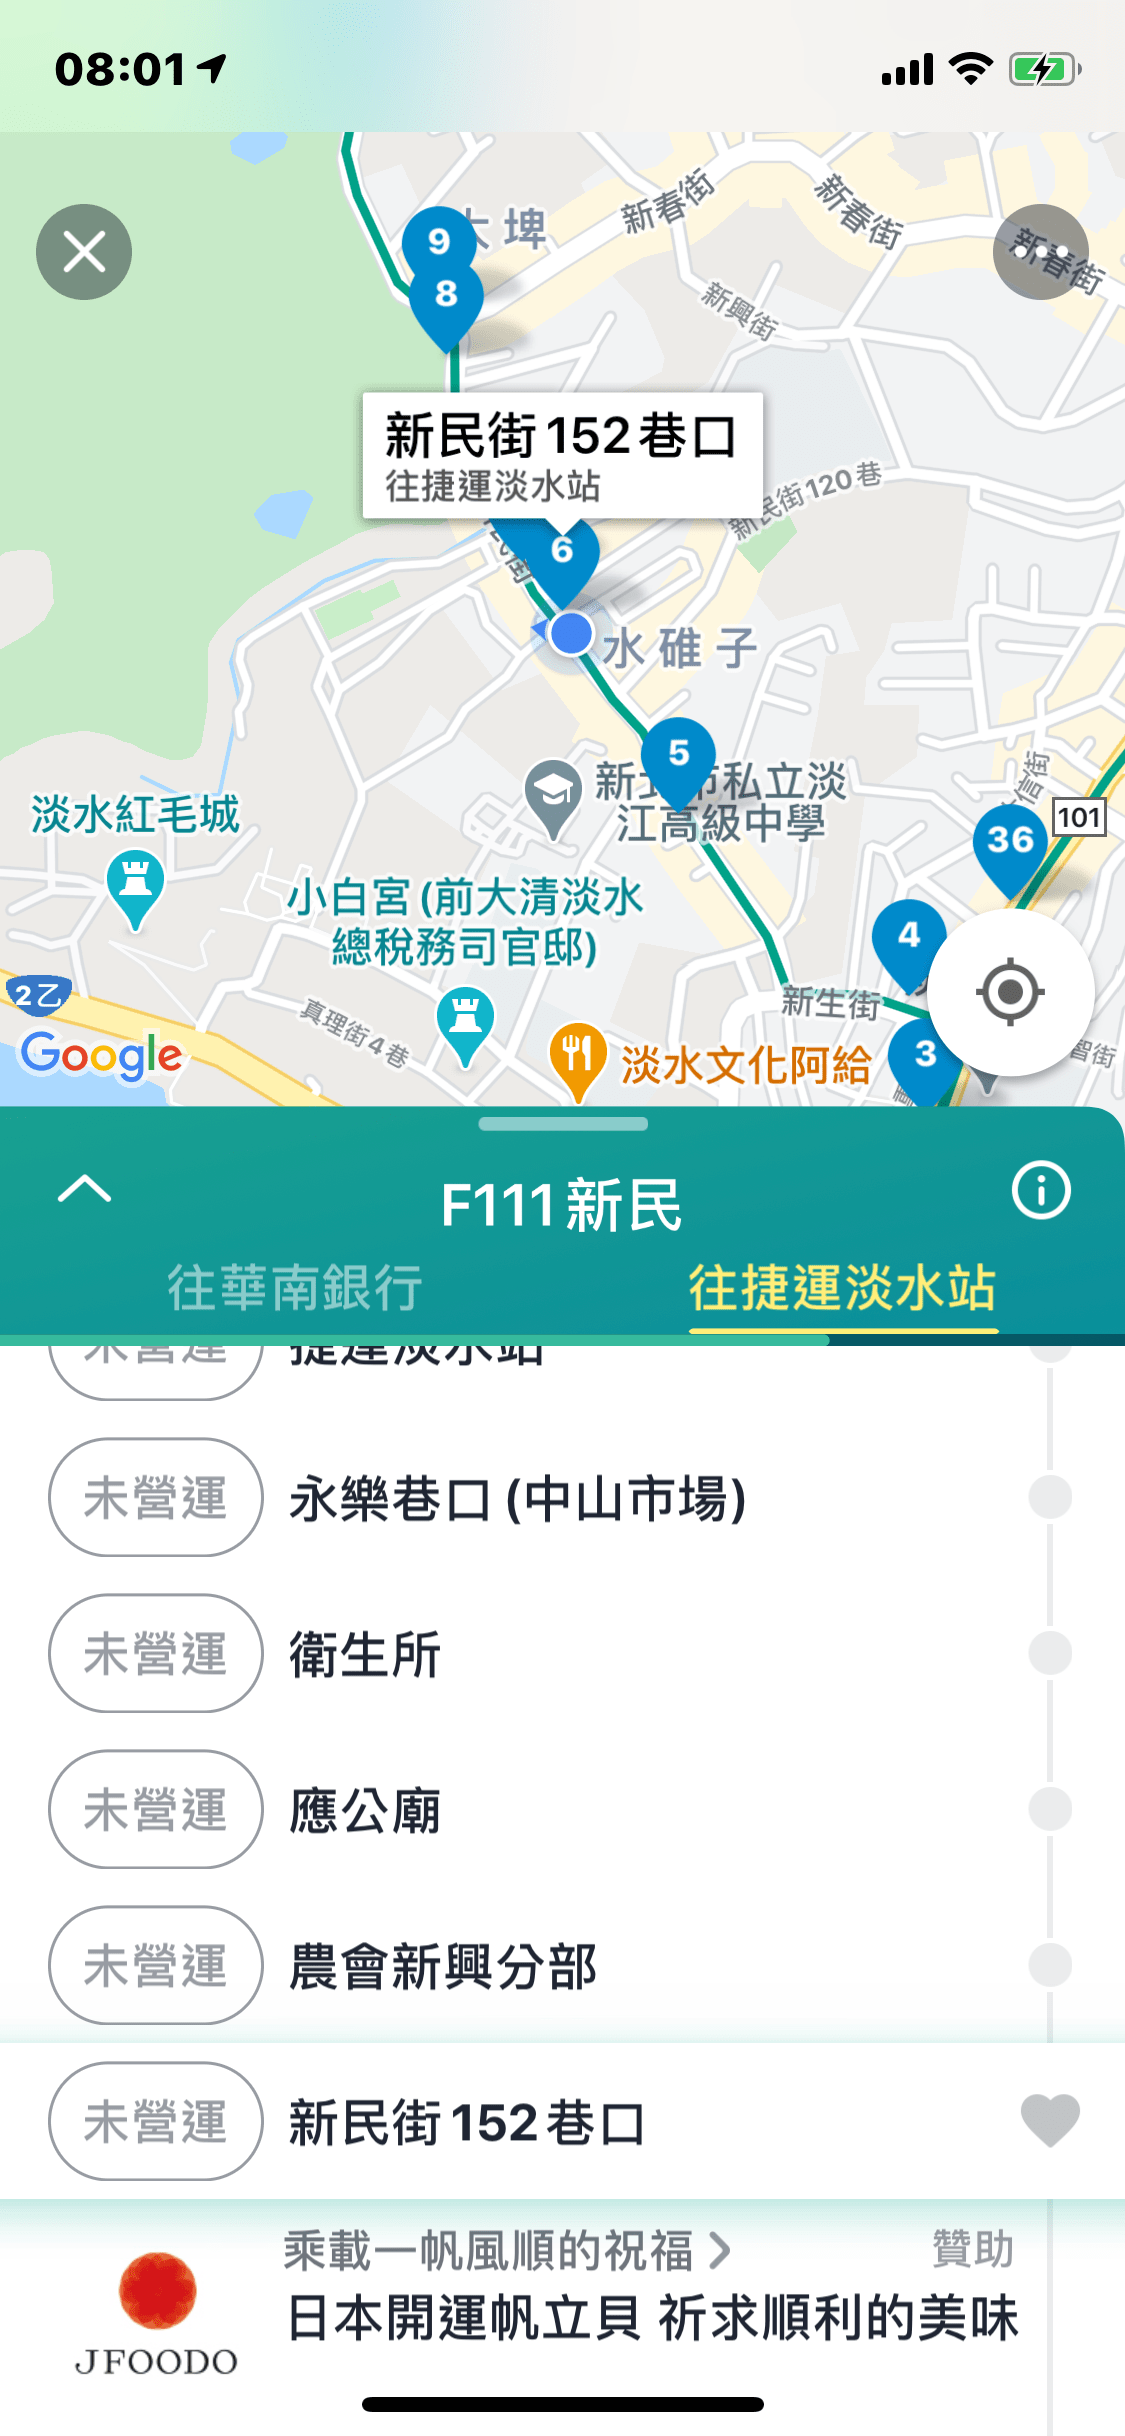 08:01
9
大埤
8
新春街
新春街
新春街
新興街
新民街152巷口
往捷運淡水站
新民街120巷
6
水碓子
5
新北市私立淡
江高級中學
淡水紅毛城
小白宮(前大清淡水
總稅務司官邸)
101
36
4
2乙
新生街
真理街4巷
Google
淡水文化阿給
3
F111新民
往華南銀行
往捷運淡水站
未營運 捷運淡水站
未營運 永樂巷口(中山市場)
未營運 衛生所
未營運 應公廟
未營運 農會新興分部
未營運 新民街152巷口
乘載一帆風順的祝福
贊助
日本開運帆立貝 祈求順利的美味
JFOODO